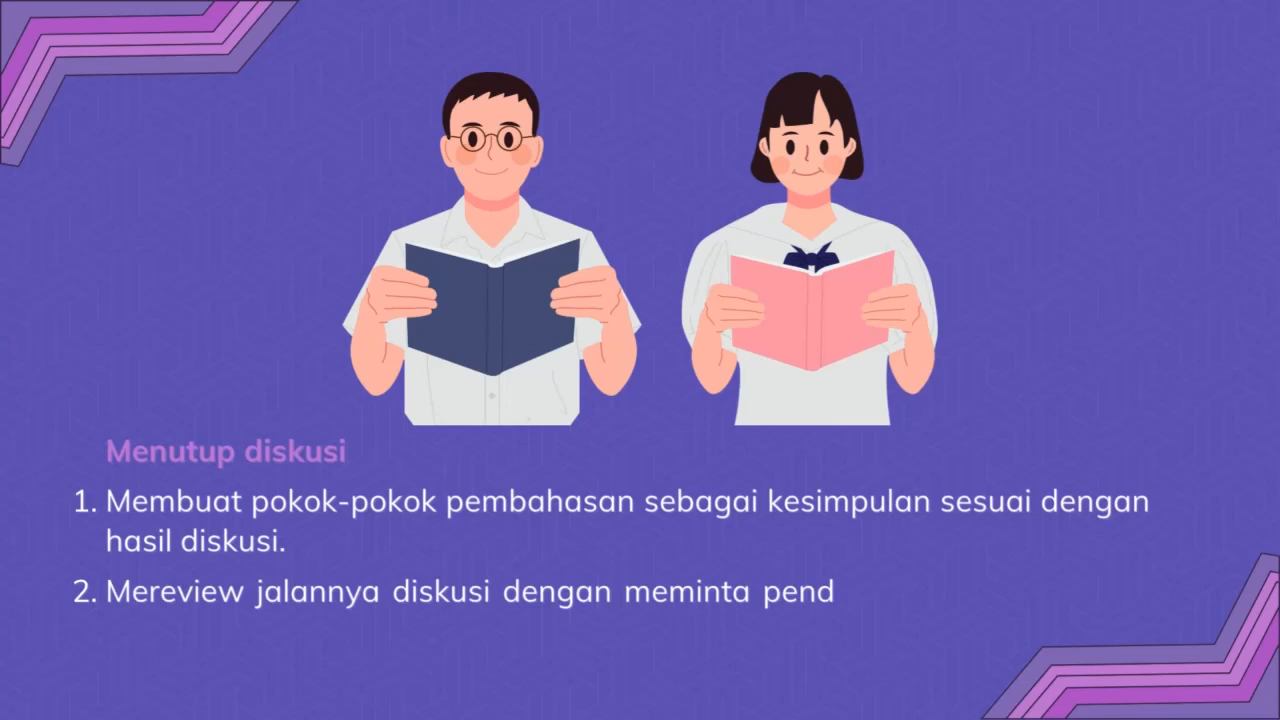 Menutup diskusi
1. Membuat pokok-pokok pembahasan sebagai kesimpulan sesuai dengan
hasil diskusi.
2. Mereview jalannya diskusi dengan meminta pend